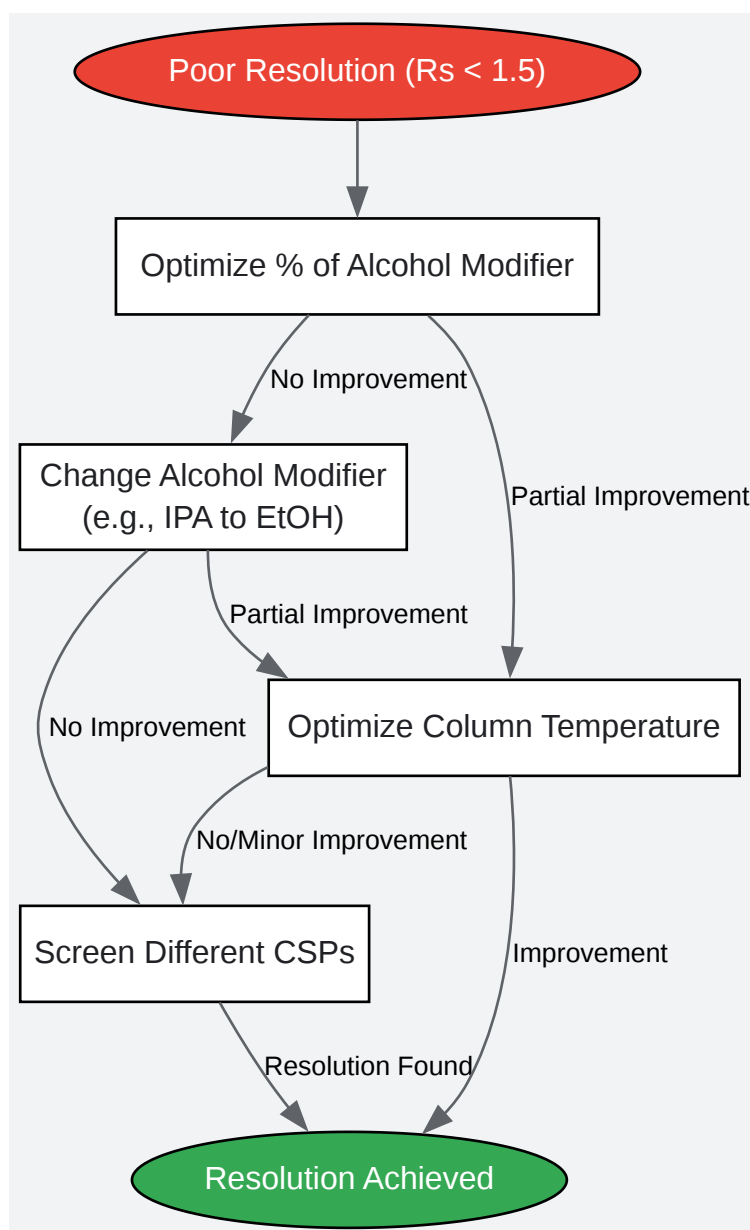 Poor Resolution (Rs < 1.5)
Optimize % of Alcohol Modifier
No Improvement
Change Alcohol Modifier
(e.g., IPA to EtOH)
Partial Improvement
Partial Improvement
No Improvement
Optimize Column Temperature
No/Minor Improvement
Screen Different CSPs
Improvement
Resolution Found
Resolution Achieved